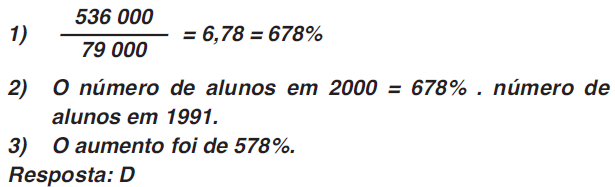 1) 536 000 / 79 000 = 6,78 = 678%
2) O número de alunos em 2000 = 678% . número de
alunos em 1991.
3) O aumento foi de 578%.
Resposta: D